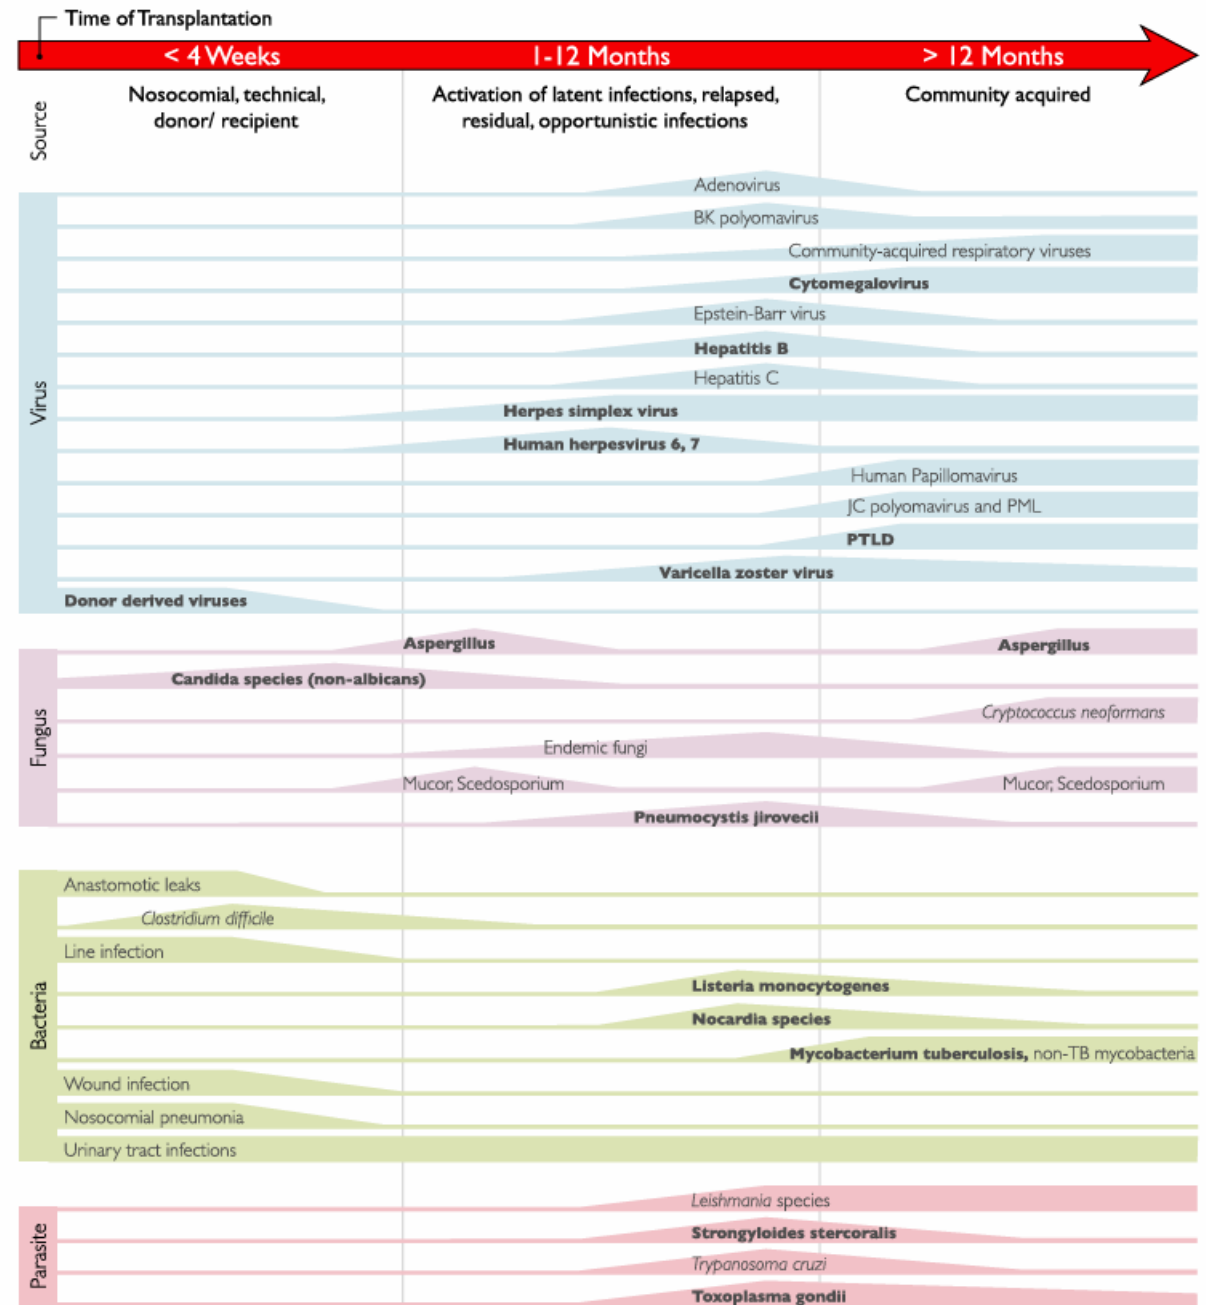 Time of Transplantation
< 4 Weeks
1-12 Months
> 12 Months
Source
Nosocomial, technical,
donor/ recipient
Activation of latent infections, relapsed,
residual, opportunistic infections
Community acquired
Virus
Adenovirus
BK polyomavirus
Community-acquired respiratory viruses
Cytomegalovirus
Epstein-Barr virus
Hepatitis B
Hepatitis C
Herpes simplex virus
Human herpesvirus 6, 7
Human Papillomavirus
JC polyomavirus and PML
PTLD
Varicella zoster virus
Donor derived viruses
Fungus
Aspergillus
Aspergillus
Candida species (non-albicans)
Cryptococcus neoformans
Endemic fungi
Mucor, Scedosporium
Mucor, Scedosporium
Pneumocystis jirovecii
Bacteria
Anastomotic leaks
Clostridium difficile
Line infection
Listeria monocytogenes
Nocardia species
Mycobacterium tuberculosis, non-TB mycobacteria
Wound infection
Nosocomial pneumonia
Urinary tract infections
Parasite
Leishmania species
Strongyloides stercoralis
Trypanosoma cruzi
Toxoplasma gondii